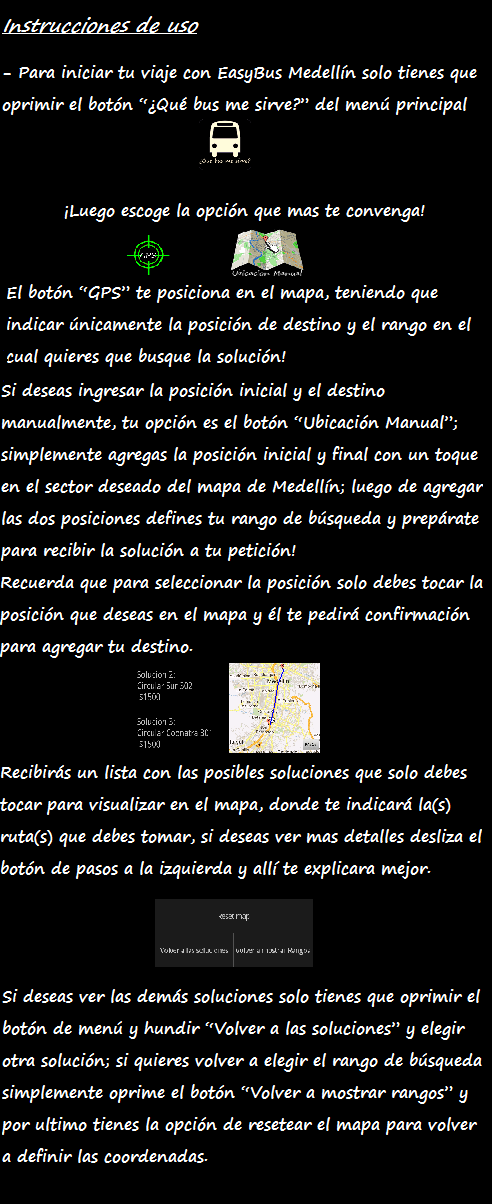 Instrucciones de uso
- Para iniciar tu viaje con EasyBus Medellín solo tienes que
oprimir el botón “¿Qué bus me sirve?” del menú principal
¿Que bus me sirve?
¡Luego escoge la opción que mas te convenga!
GPS
Ubicacion Manual
El botón “GPS” te posiciona en el mapa, teniendo que
indicar únicamente la posición de destino y el rango en el
cual quieres que busque la solución!
Si deseas ingresar la posición inicial y el destino
manualmente, tu opción es el botón “Ubicación Manual”;
simplemente agregas la posición inicial y final con un toque
en el sector deseado del mapa de Medellín; luego de agregar
las dos posiciones defines tu rango de búsqueda y prepárate
para recibir la solución a tu petición!
Recuerda que para seleccionar la posición solo debes tocar la
posición que deseas en el mapa y él te pedirá confirmación
para agregar tu destino.
Solucion 2:
Circular Sur 302
$1500
Solucion 3:
Circular Coonatra 301
$1500
Medellín
Recibirás un lista con las posibles soluciones que solo debes
tocar para visualizar en el mapa, donde te indicará la(s)
ruta(s) que debes tomar, si deseas ver mas detalles desliza el
botón de pasos a la izquierda y allí te explicara mejor.
Reset map
Volver a las soluciones Volver a mostrar Rangos
Si deseas ver las demás soluciones solo tienes que oprimir el
botón de menú y hundir “Volver a las soluciones” y elegir
otra solución; si quieres volver a elegir el rango de búsqueda
simplemente oprime el botón “Volver a mostrar rangos” y
por ultimo tienes la opción de resetear el mapa para volver
a definir las coordenadas.